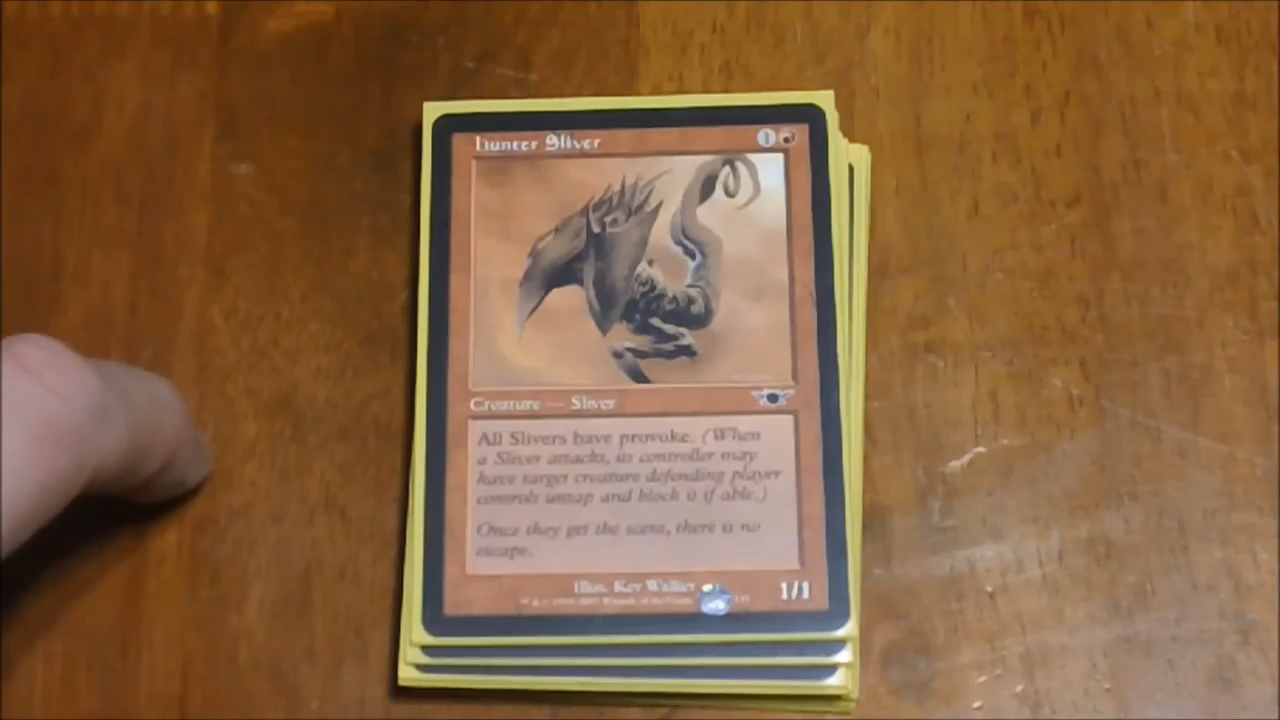 Hunter Sliver
1
Creature — Sliver
All Slivers have provoke. (When
a Sliver attacks, its controller may
have target creature defending player
controls untap and block it if able.)
Once they get the scent, there is no
escape.
Illus. Kev Walker
1/1